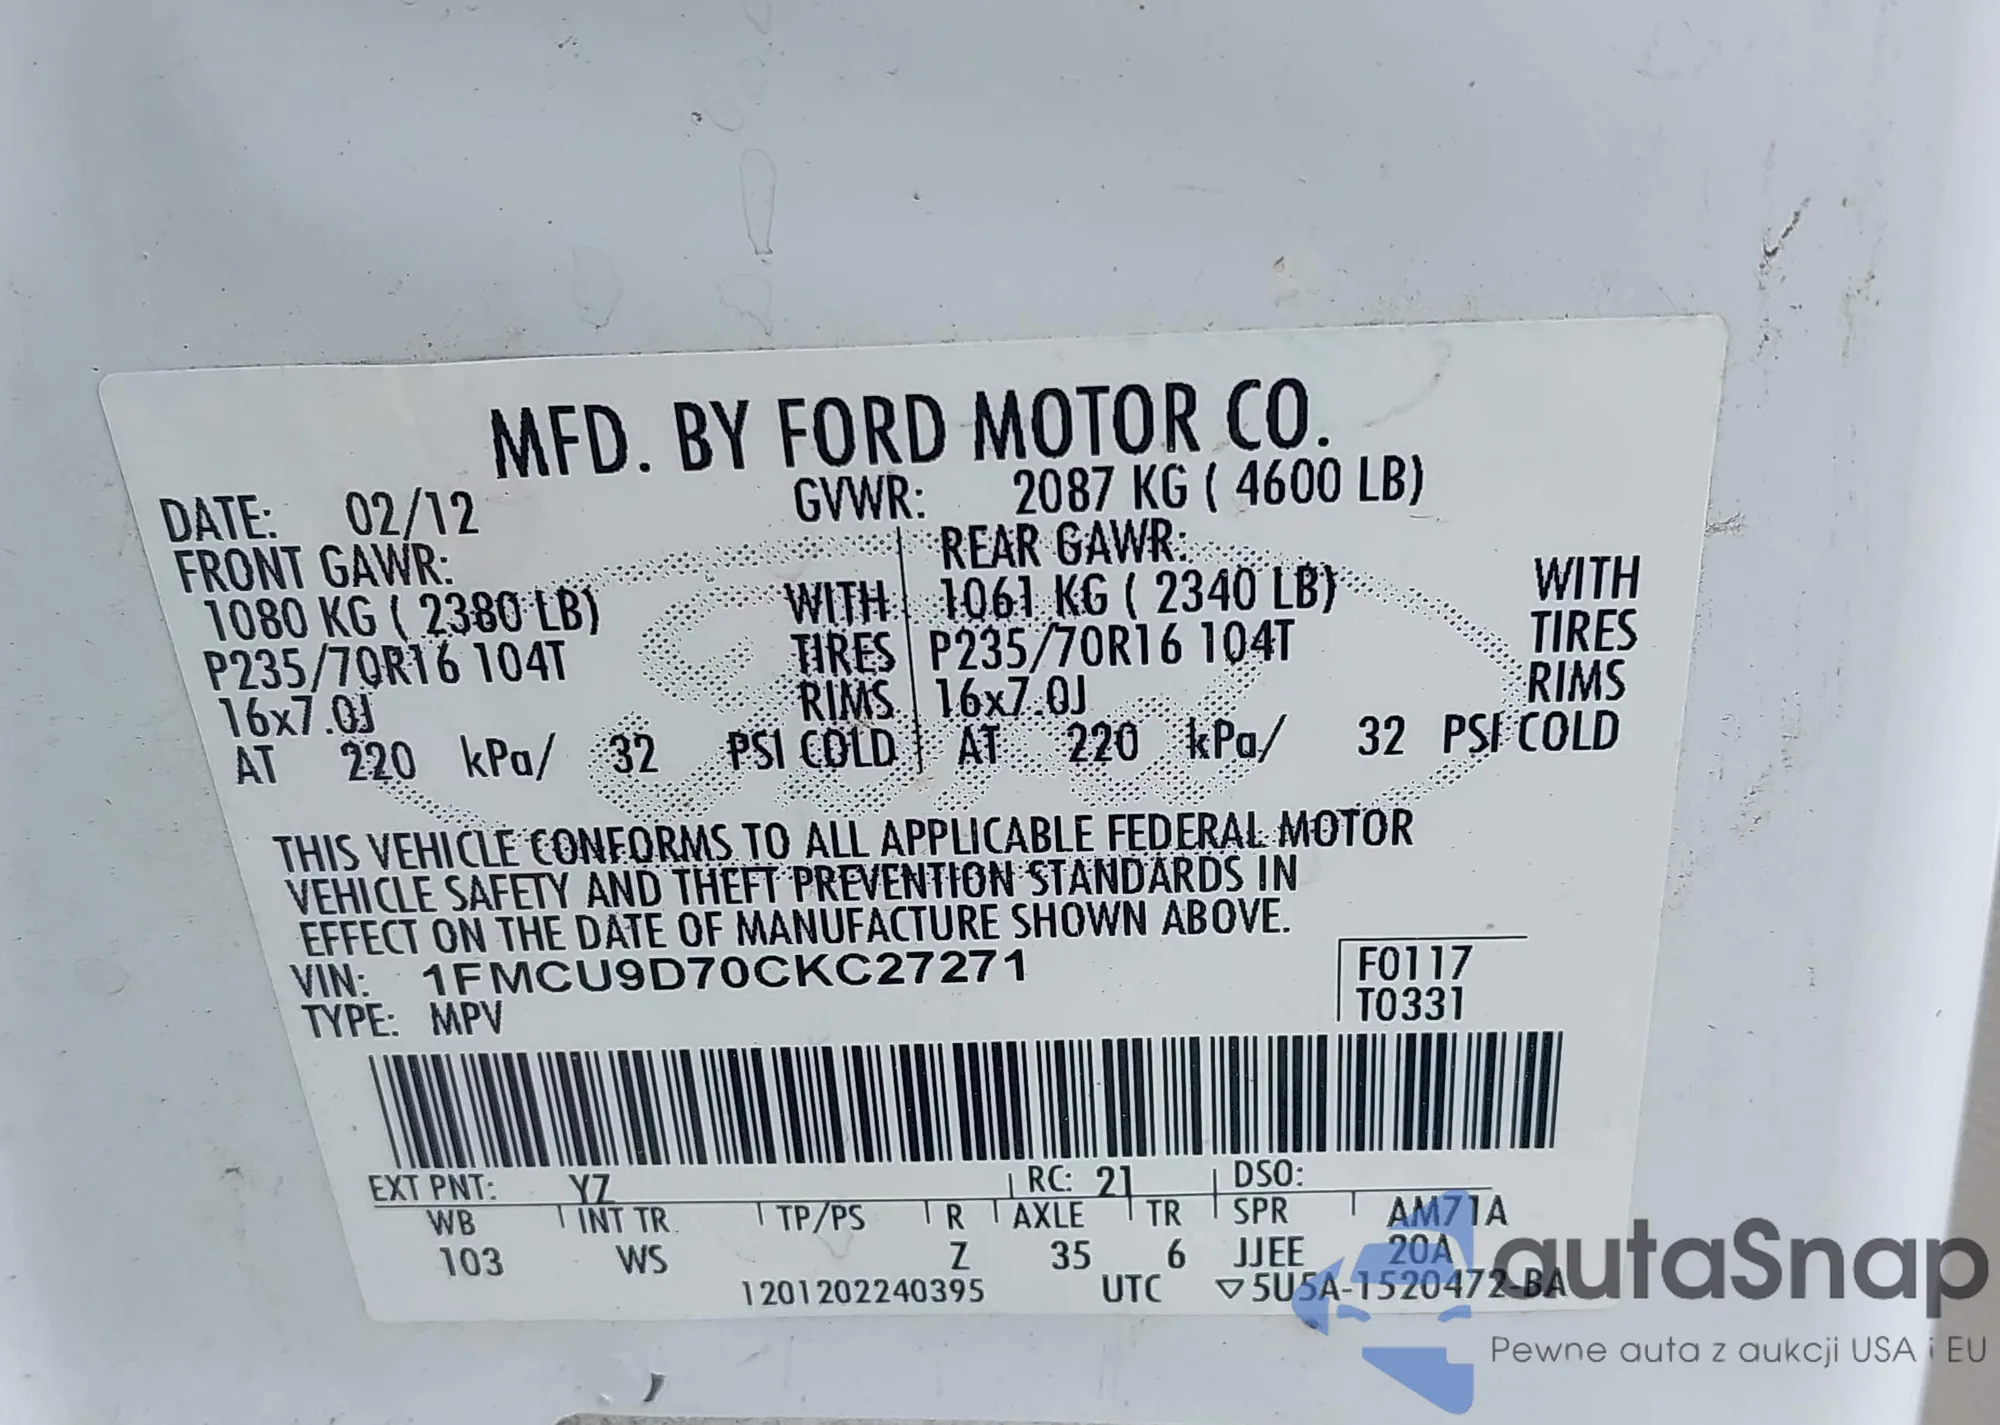 MFD. BY FORD MOTOR CO.
DATE: 02/12 GVWR: 2087 KG ( 4600 LB)
FRONT GAWR: REAR GAWR:
1080 KG ( 2380 LB) WITH 1061 KG ( 2340 LB) WITH
P235/70R16 104T TIRES P235/70R16 104T TIRES
16x7.0J RIMS 16x7.0J RIMS
AT 220 kPa/ 32 PSI COLD AT 220 kPa/ 32 PSI COLD
THIS VEHICLE CONFORMS TO ALL APPLICABLE FEDERAL MOTOR
VEHICLE SAFETY AND THEFT PREVENTION STANDARDS IN
EFFECT ON THE DATE OF MANUFACTURE SHOWN ABOVE.
VIN: 1FMCU9D70CKC27271 F0117
TYPE: MPV T0331
EXT PNT: YZ RC: 21 DSO:
WB INT TR TP/PS R AXLE TR SPR AM71A
103 WS Z 35 6 JJEE 20A
1201202240395 UTC ▽5U5A-1520472-BA
autaSnap
Pewne auta z aukcji USA i EU